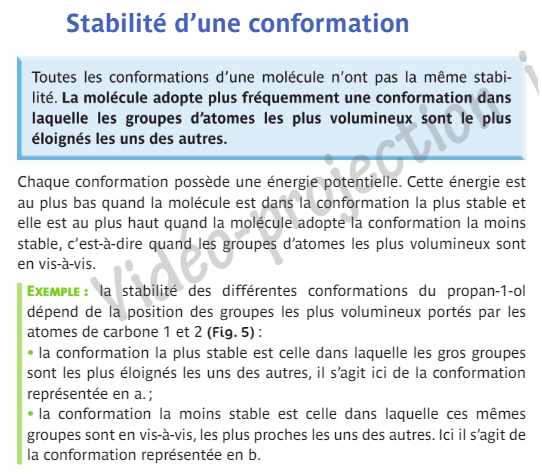 Stabilité d’une conformation
Toutes les conformations d’une molécule n’ont pas la même stabi-
lité. La molécule adopte plus fréquemment une conformation dans
laquelle les groupes d’atomes les plus volumineux sont le plus
éloignés les uns des autres.
Chaque conformation possède une énergie potentielle. Cette énergie est
au plus bas quand la molécule est dans la conformation la plus stable et
elle est au plus haut quand la molécule adopte la conformation la moins
stable, c’est-à-dire quand les groupes d’atomes les plus volumineux sont
en vis-à-vis.
EXEMPLE : la stabilité des différentes conformations du propan-1-ol
dépend de la position des groupes les plus volumineux portés par les
atomes de carbone 1 et 2 (Fig. 5) :
• la conformation la plus stable est celle dans laquelle les gros groupes
sont les plus éloignés les uns des autres, il s’agit ici de la conformation
représentée en a. ;
• la conformation la moins stable est celle dans laquelle ces mêmes
groupes sont en vis-à-vis, les plus proches les uns des autres. Ici il s’agit de
la conformation représentée en b.
Vidéo-projection